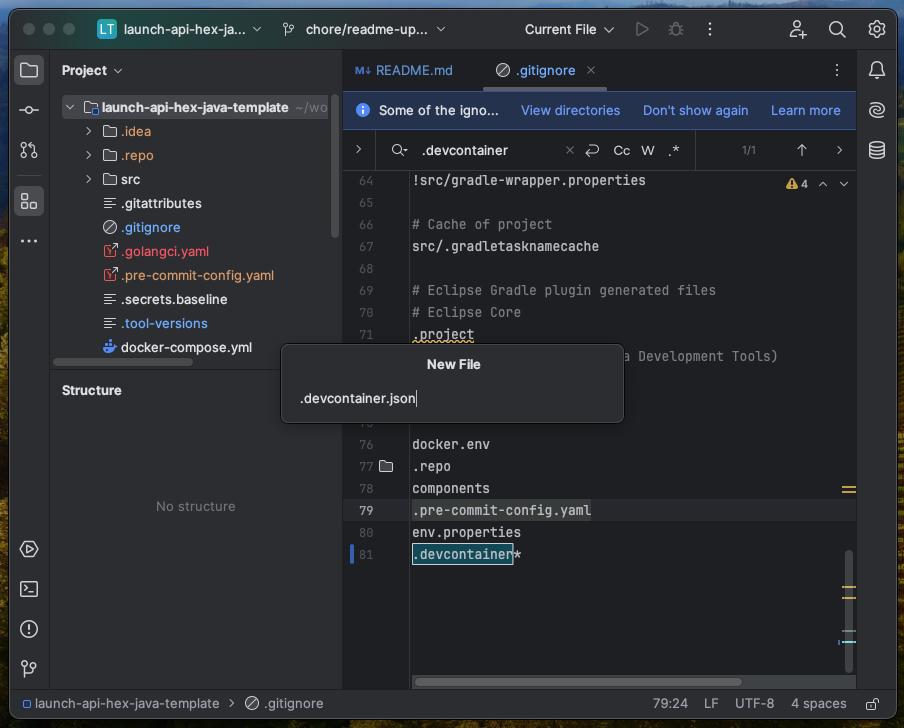 LT launch-api-hex-ja... chore/readme-up... Current File
Project
README.md
.gitignore
launch-api-hex-java-template ~/wo
.idea
.repo
src
.gitattributes
.gitignore
.golangci.yaml
.pre-commit-config.yaml
.secrets.baseline
.tool-versions
docker-compose.yml
Structure
No structure
Some of the igno... View directories Don't show again Learn more
.devcontainer Cc W .* 1/1
4
64 !src/gradle-wrapper.properties
65
66 # Cache of project
67 src/.gradletasknamecache
68
69 # Eclipse Gradle plugin generated files
70 # Eclipse Core
71 .project
a Development Tools)
New File
.devcontainer.json
76 docker.env
77 .repo
78 components
79 .pre-commit-config.yaml
80 env.properties
81 .devcontainer*
launch-api-hex-java-template .gitignore 79:24 LF UTF-8 4 spaces